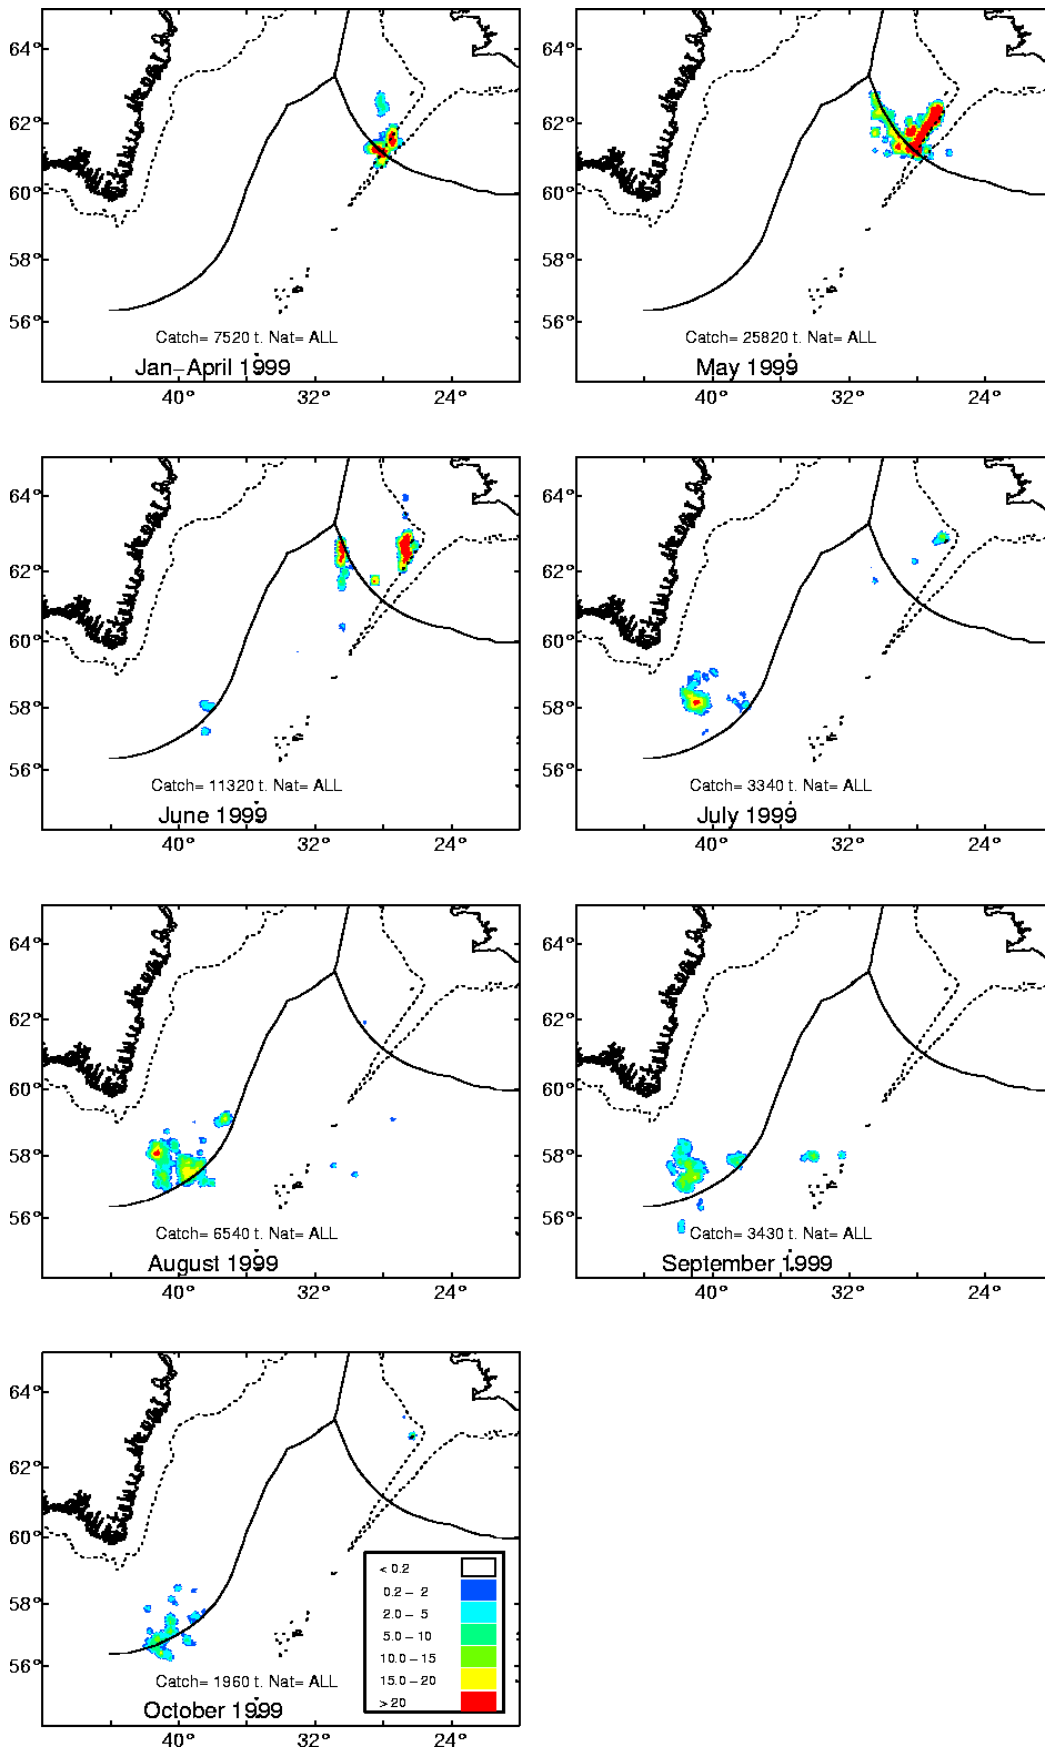 64°
62°
60°
58°
56°
Catch= 7520 t. Nat= ALL
Jan–April 1999
40° 32° 24°
64°
62°
60°
58°
56°
Catch= 25820 t. Nat= ALL
May 1999
40° 32° 24°
64°
62°
60°
58°
56°
Catch= 11320 t. Nat= ALL
June 1999
40° 32° 24°
64°
62°
60°
58°
56°
Catch= 3340 t. Nat= ALL
July 1999
40° 32° 24°
64°
62°
60°
58°
56°
Catch= 6540 t. Nat= ALL
August 1999
40° 32° 24°
64°
62°
60°
58°
56°
Catch= 3430 t. Nat= ALL
September 1999
40° 32° 24°
64°
62°
60°
58°
56°
Catch= 1960 t. Nat= ALL
October 1999
40° 32° 24°
< 0.2
0.2 – 2
2.0 – 5
5.0 – 10
10.0 – 15
15.0 – 20
> 20